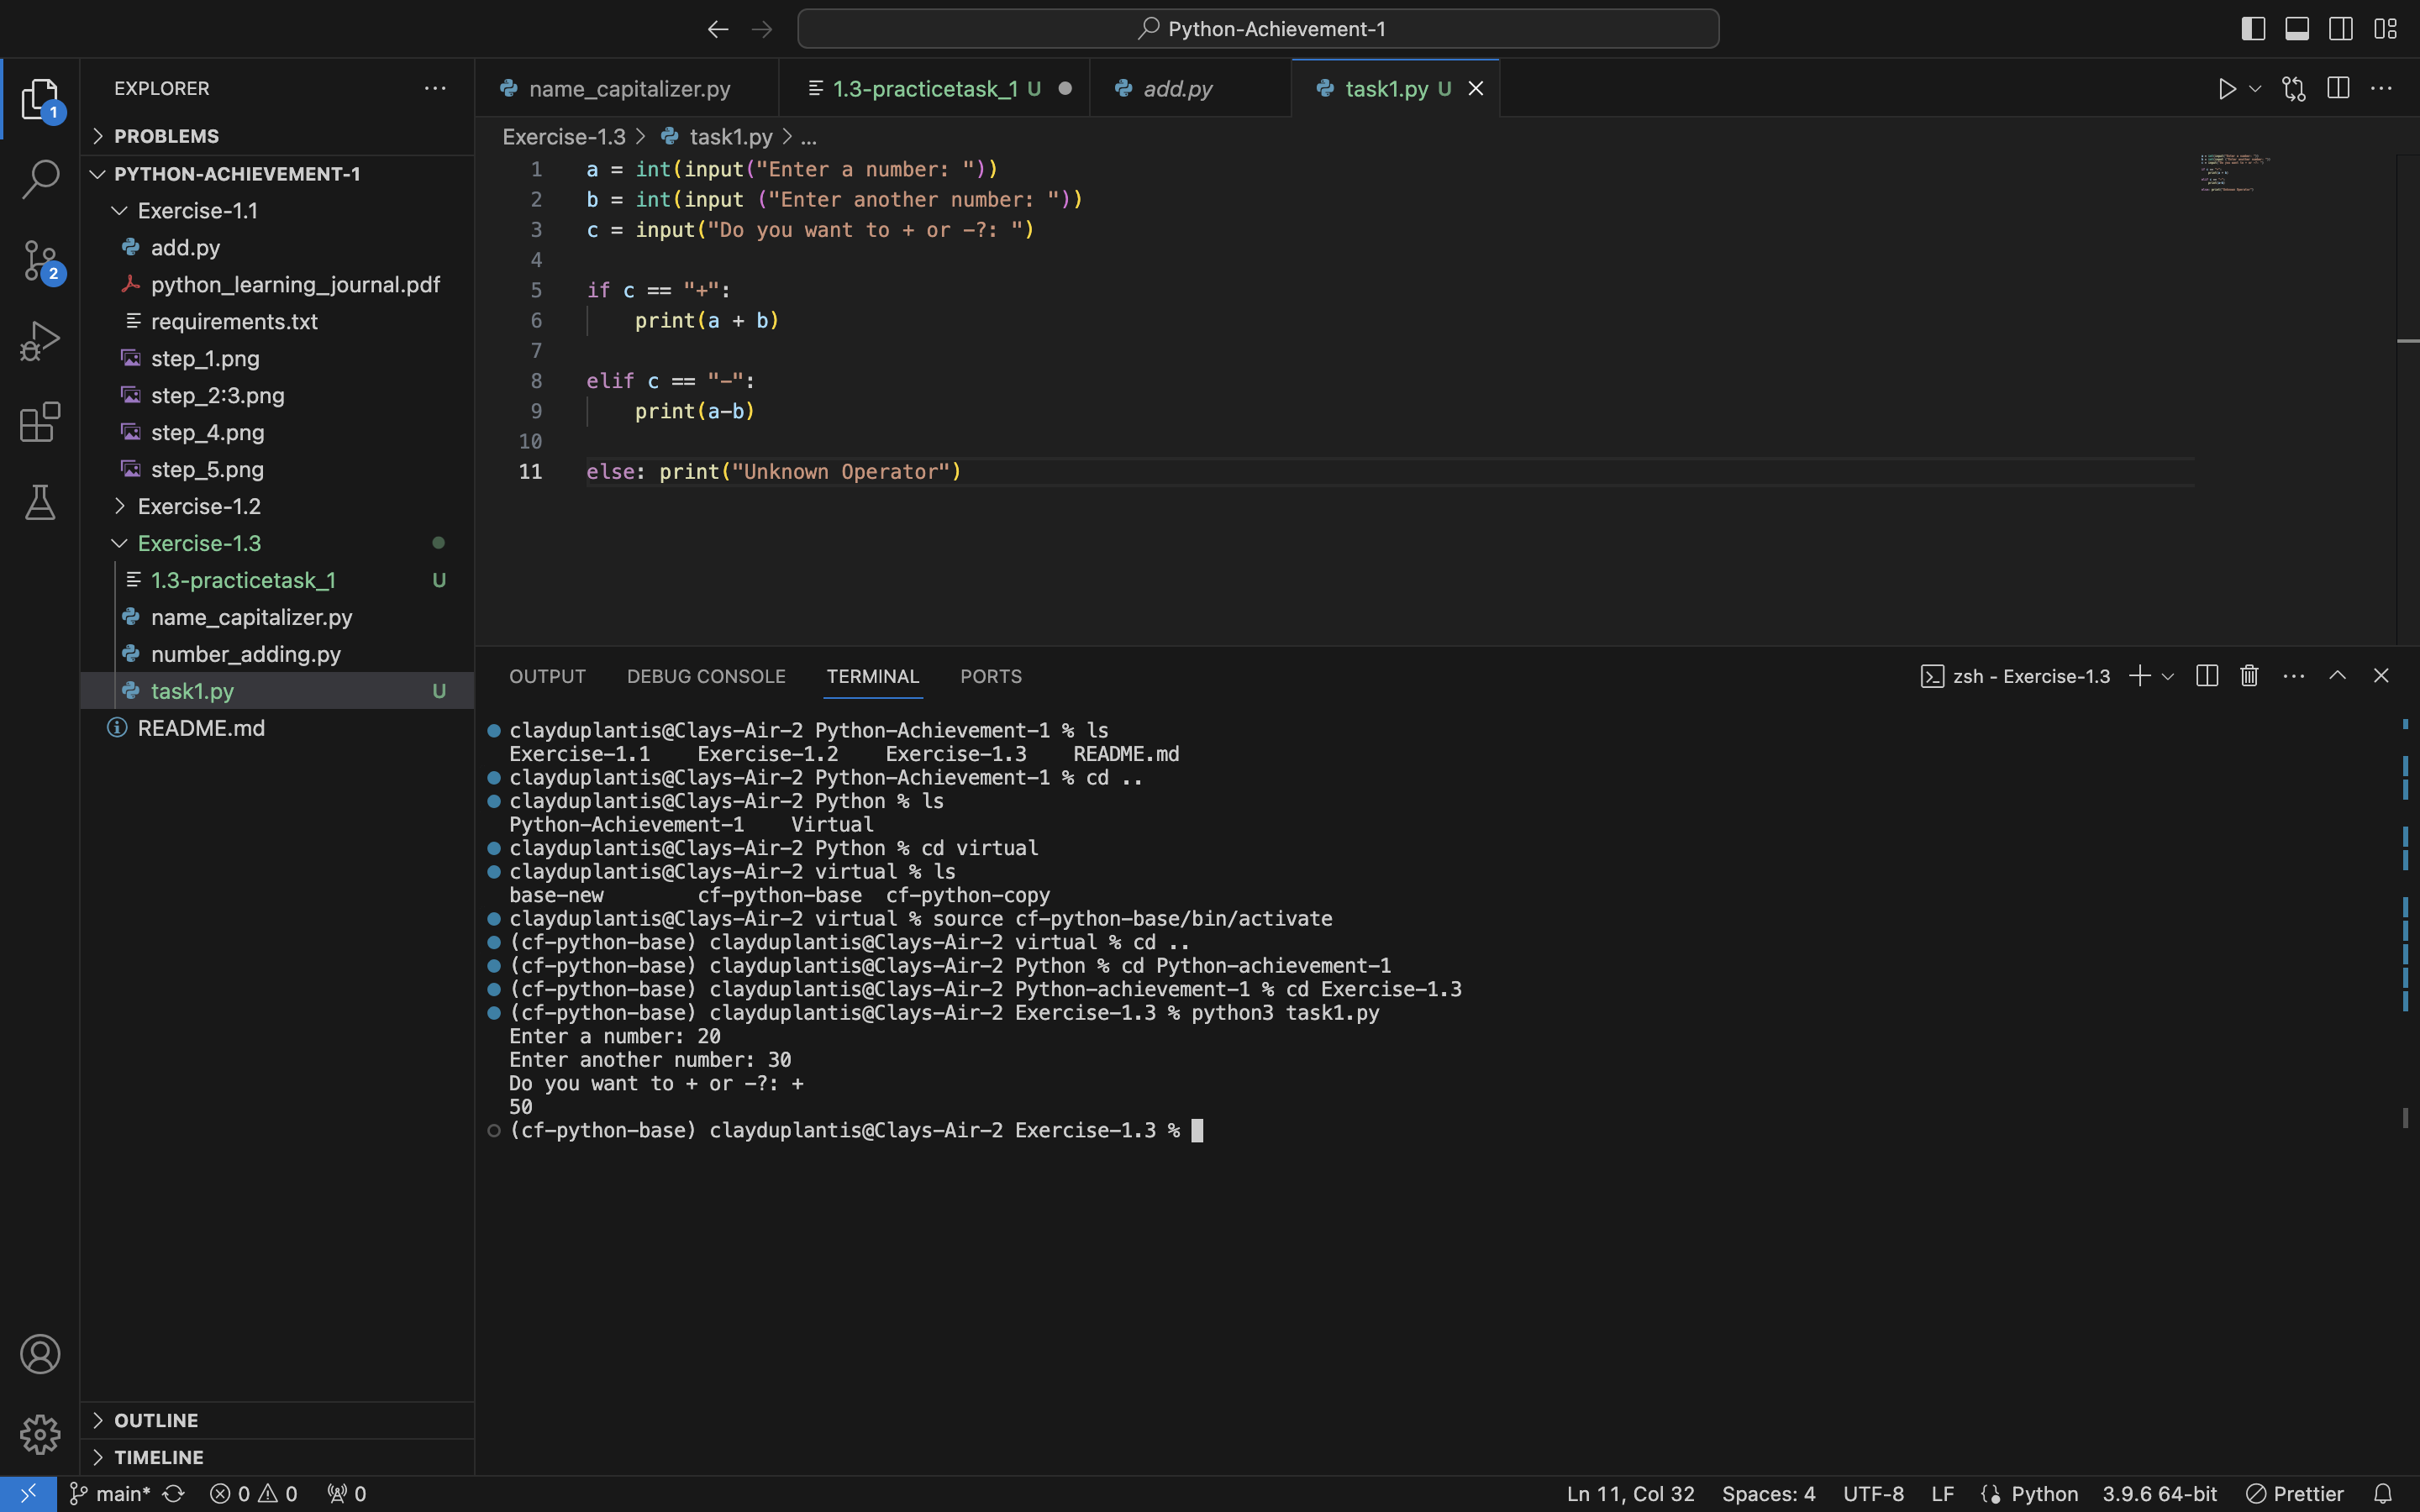 Python-Achievement-1
EXPLORER
PROBLEMS
PYTHON-ACHIEVEMENT-1
Exercise-1.1
add.py
python_learning_journal.pdf
requirements.txt
step_1.png
step_2:3.png
step_4.png
step_5.png
Exercise-1.2
Exercise-1.3
1.3-practicetask_1 U
name_capitalizer.py
number_adding.py
task1.py U
README.md
OUTLINE
TIMELINE
1
2
name_capitalizer.py
1.3-practicetask_1 U
add.py
task1.py U
Exercise-1.3 > task1.py > ...
1 a = int(input("Enter a number: "))
2 b = int(input ("Enter another number: "))
3 c = input("Do you want to + or -?: ")
4
5 if c == "+":
6 print(a + b)
7
8 elif c == "-":
9 print(a-b)
10
11 else: print("Unknown Operator")
OUTPUT DEBUG CONSOLE TERMINAL PORTS
zsh - Exercise-1.3
clayduplantis@Clays-Air-2 Python-Achievement-1 % ls
Exercise-1.1 Exercise-1.2 Exercise-1.3 README.md
clayduplantis@Clays-Air-2 Python-Achievement-1 % cd ..
clayduplantis@Clays-Air-2 Python % ls
Python-Achievement-1 Virtual
clayduplantis@Clays-Air-2 Python % cd virtual
clayduplantis@Clays-Air-2 virtual % ls
base-new cf-python-base cf-python-copy
clayduplantis@Clays-Air-2 virtual % source cf-python-base/bin/activate
(cf-python-base) clayduplantis@Clays-Air-2 virtual % cd ..
(cf-python-base) clayduplantis@Clays-Air-2 Python % cd Python-achievement-1
(cf-python-base) clayduplantis@Clays-Air-2 Python-achievement-1 % cd Exercise-1.3
(cf-python-base) clayduplantis@Clays-Air-2 Exercise-1.3 % python3 task1.py
Enter a number: 20
Enter another number: 30
Do you want to + or -?: +
50
(cf-python-base) clayduplantis@Clays-Air-2 Exercise-1.3 %
main* 0 0 0
Ln 11, Col 32 Spaces: 4 UTF-8 LF Python 3.9.6 64-bit Prettier